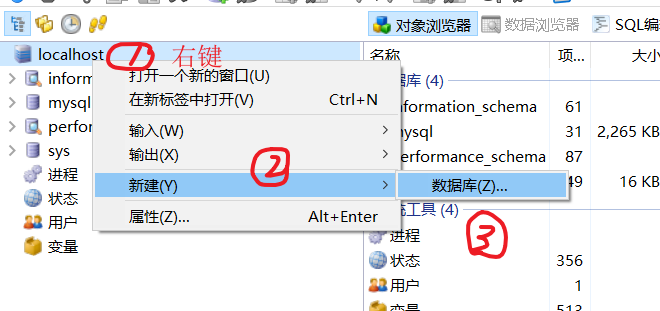 对象浏览器 数据浏览器 SQL编
localhost ① 右键
infor
mysql
perfor
sys
进程
状态
用户
变量
打开一个新的窗口(U)
在新标签中打开(V) Ctrl+N
输入(W)
输出(X)
②
新建(Y)
属性(Z)... Alt+Enter
数据库(Z)...
③
名称 项... 大小
据库 (4)
nformation_schema 61
mysql 31 2,265 KB
performance_schema 87
49 16 KB
工具 (4)
进程
状态 356
用户 1
变量 513